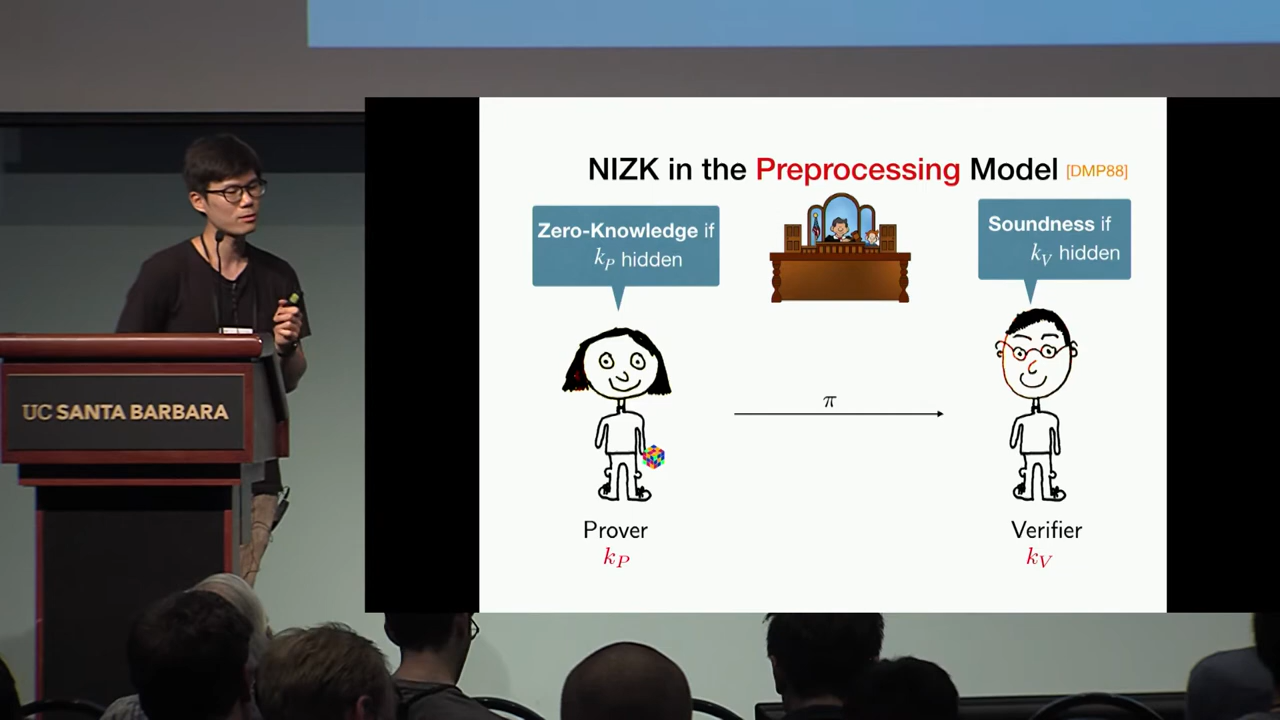 NIZK in the Preprocessing Model [DMP88]
Zero-Knowledge if
k_P hidden
Soundness if
k_V hidden
π
Prover
k_P
Verifier
k_V
UC SANTA BARBARA